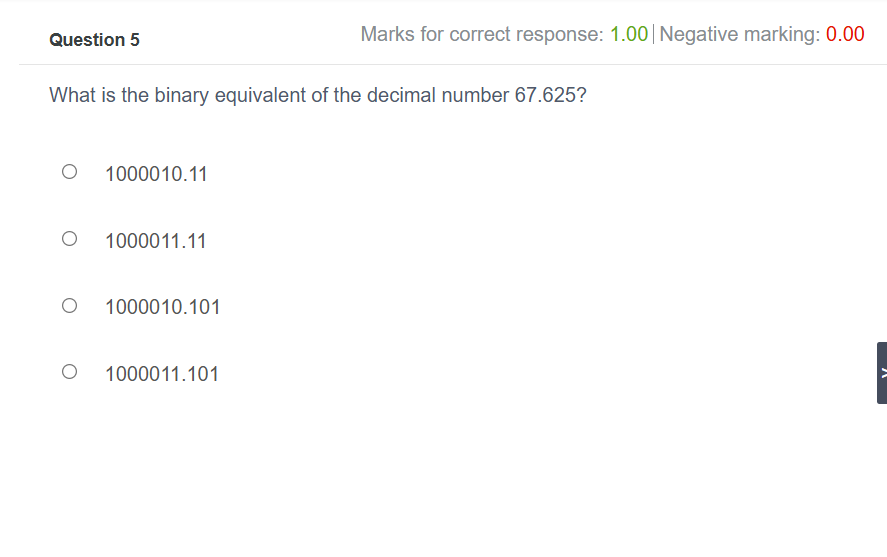 Question 5
Marks for correct response: 1.00 | Negative marking: 0.00
What is the binary equivalent of the decimal number 67.625?
1000010.11
1000011.11
1000010.101
1000011.101
>